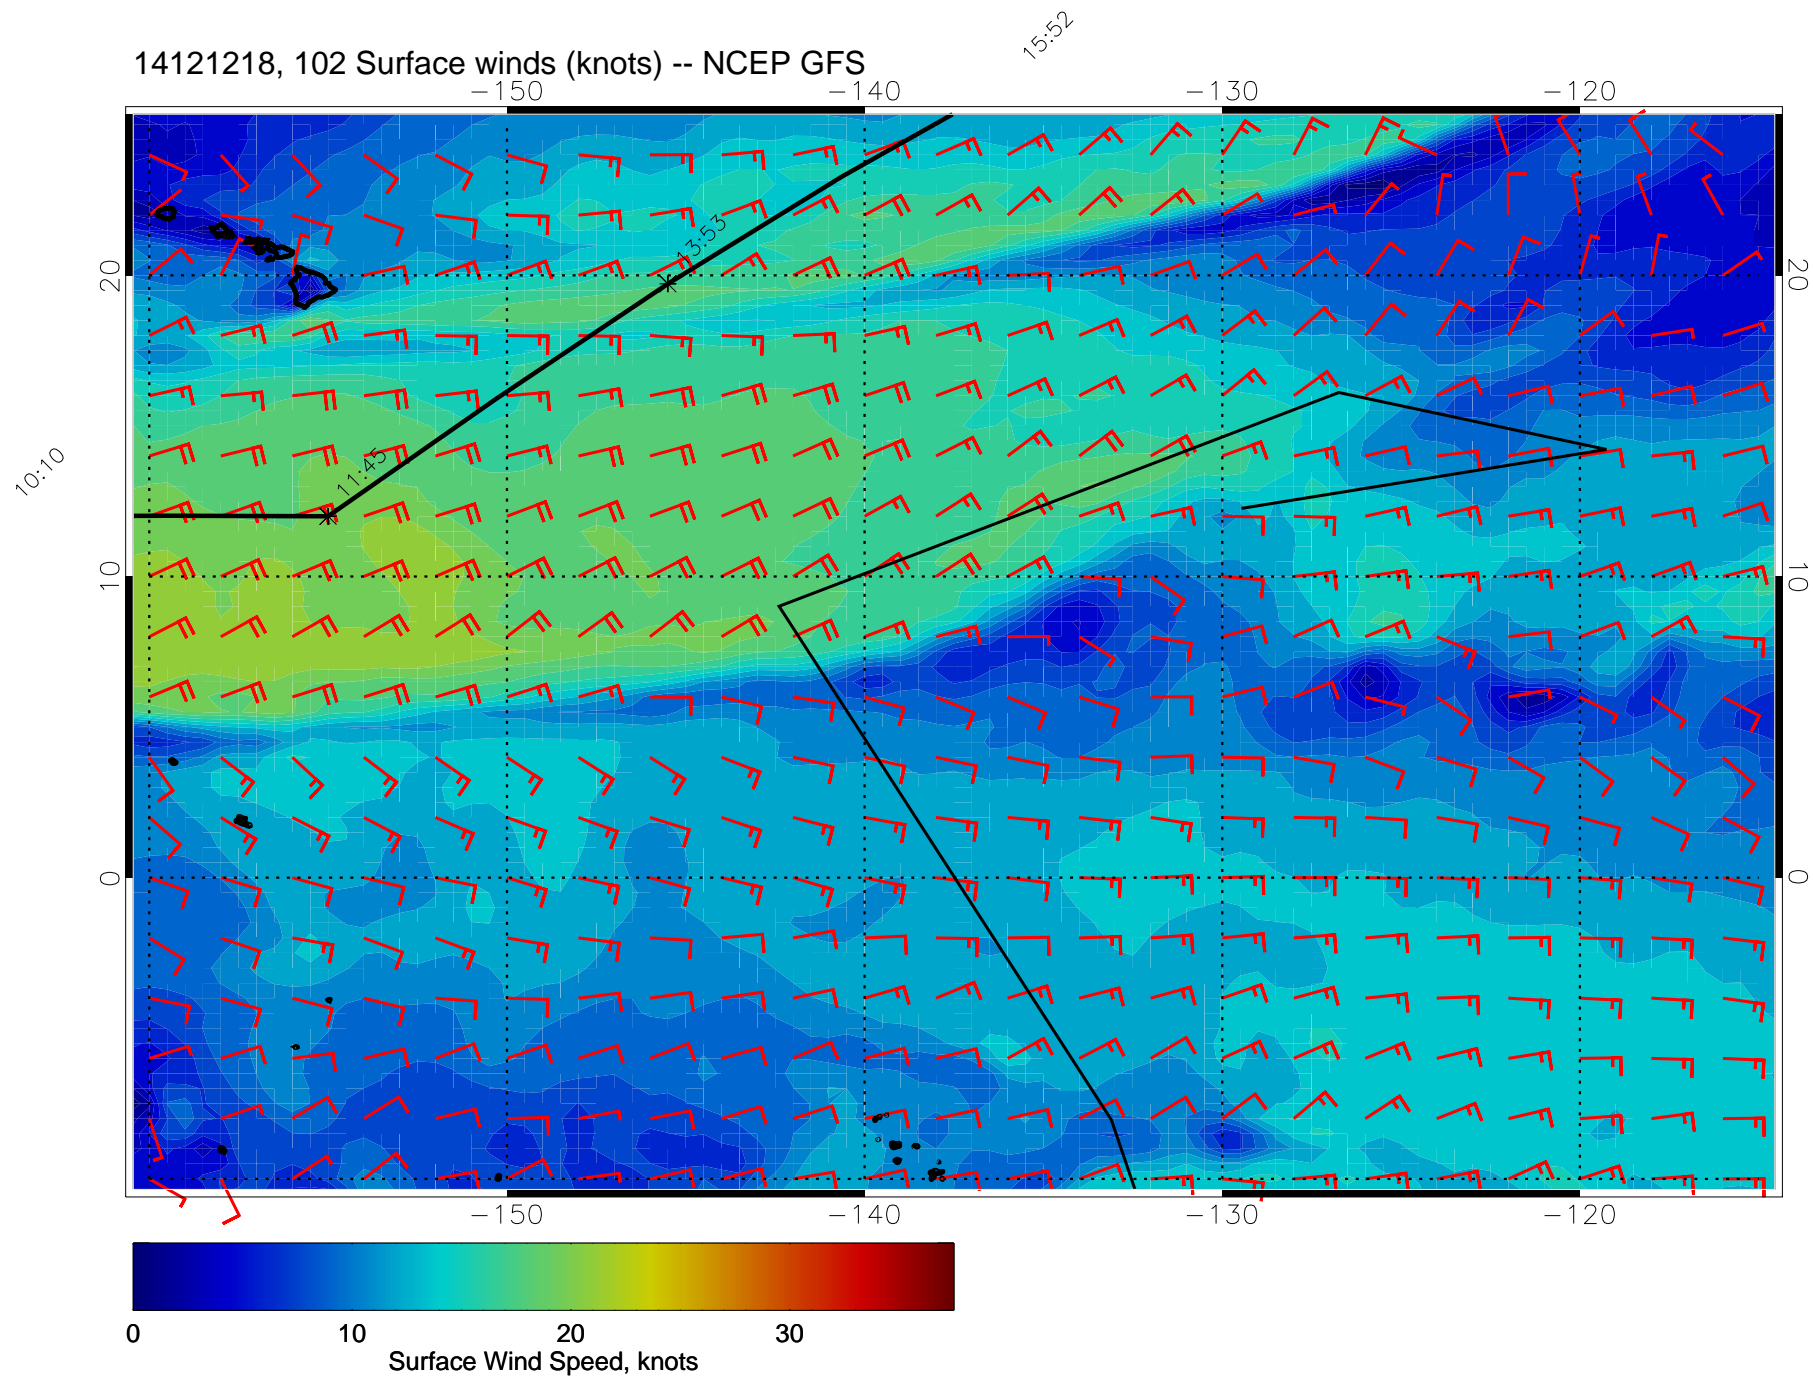 15:52
14121218, 102 Surface winds (knots) -- NCEP GFS
-150 -140 -130 -120
13:53
20 20
10:10
11:45
10 10
0 0
-150 -140 -130 -120
0 10 20 30
Surface Wind Speed, knots